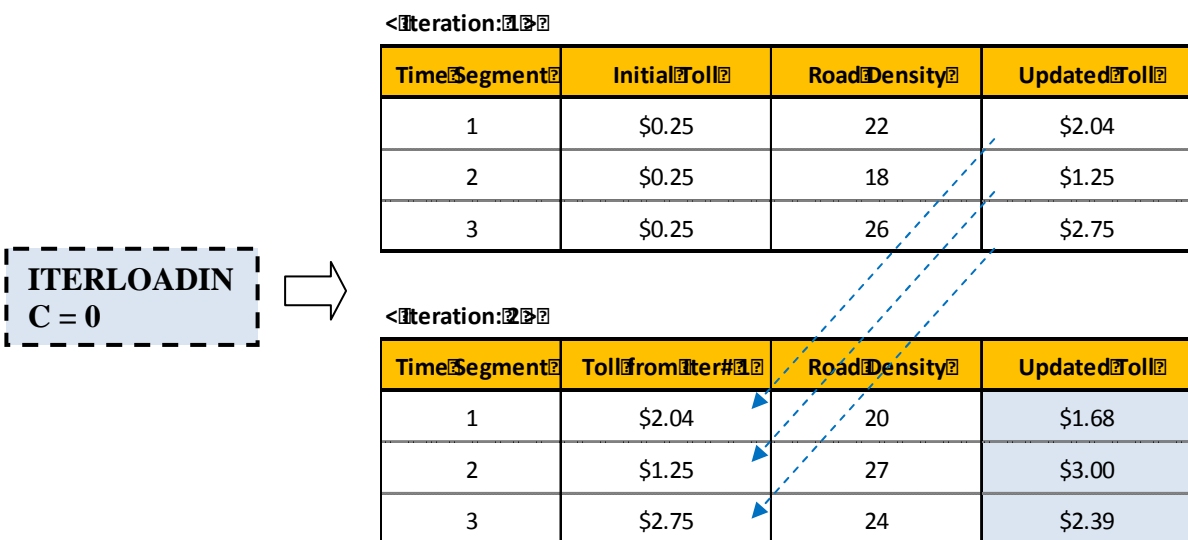 <Iteration: 1>
Time Segment Initial Toll Road Density Updated Toll
1 $0.25 22 $2.04
2 $0.25 18 $1.25
3 $0.25 26 $2.75
ITERLOADIN
C = 0
<Iteration: 2>
Time Segment Toll from Iter# 1 Road Density Updated Toll
1 $2.04 20 $1.68
2 $1.25 27 $3.00
3 $2.75 24 $2.39